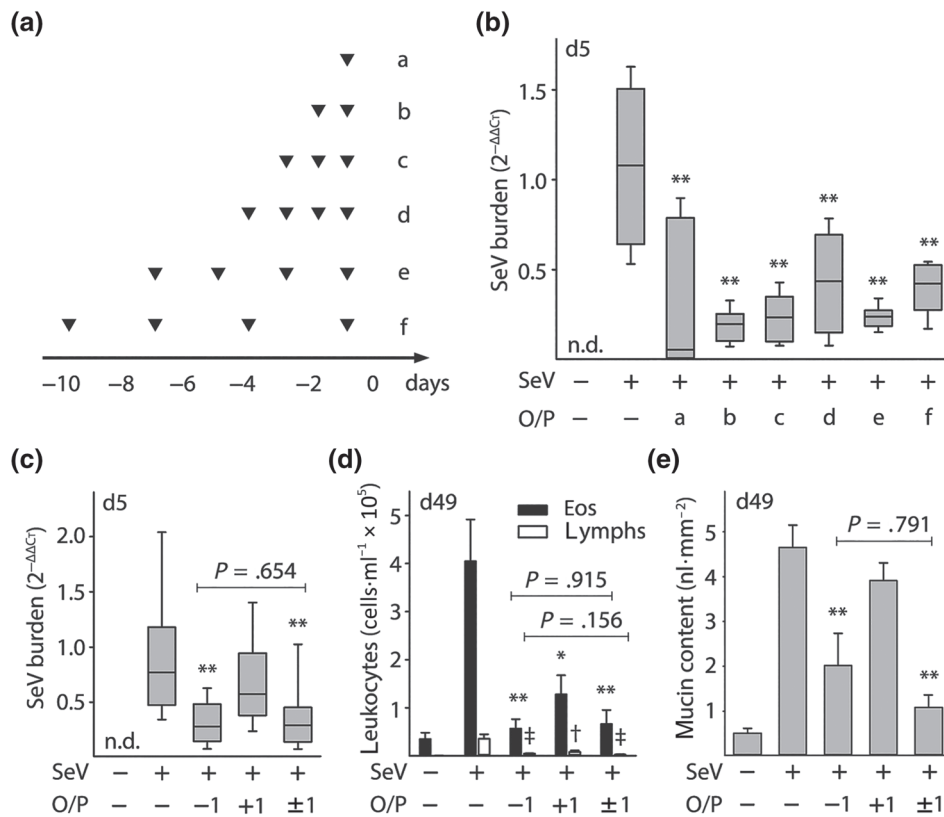 (a)
a
b
c
d
e
f
−10 −8 −6 −4 −2 0 days
(b)
d5
SeV burden (2^−ΔΔCT)
1.5
1.0
0.5
n.d.
** ** ** ** ** **
SeV − + + + + + + +
O/P − − a b c d e f
(c)
d5
SeV burden (2^−ΔΔCT)
2.0
1.5
1.0
0.5
n.d.
P = .654
** **
SeV − + + + +
O/P − − −1 +1 ±1
(d)
d49
Leukocytes (cells·ml⁻¹ × 10⁵)
5
4
3
2
1
Eos
Lymphs
P = .915
P = .156
** * **
‡ † ‡
SeV − + + + +
O/P − − −1 +1 ±1
(e)
d49
Mucin content (nl·mm⁻²)
5
4
2
1
P = .791
** **
SeV − + + + +
O/P − − −1 +1 ±1